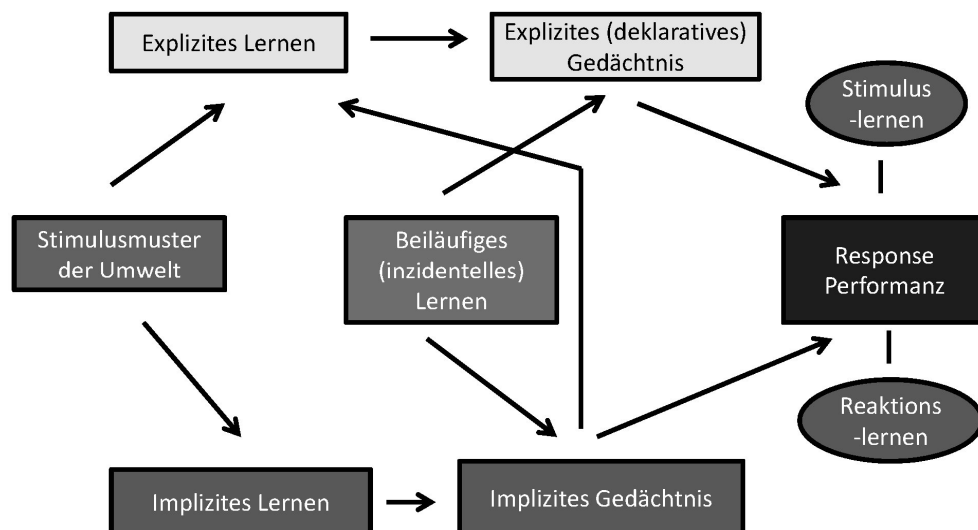 Explizites Lernen
Explizites (deklaratives)
Gedächtnis
Stimulus
-lernen
Stimulusmuster
der Umwelt
Beiläufiges
(inzidentelles)
Lernen
Response
Performanz
Reaktions
-lernen
Implizites Lernen
Implizites Gedächtnis